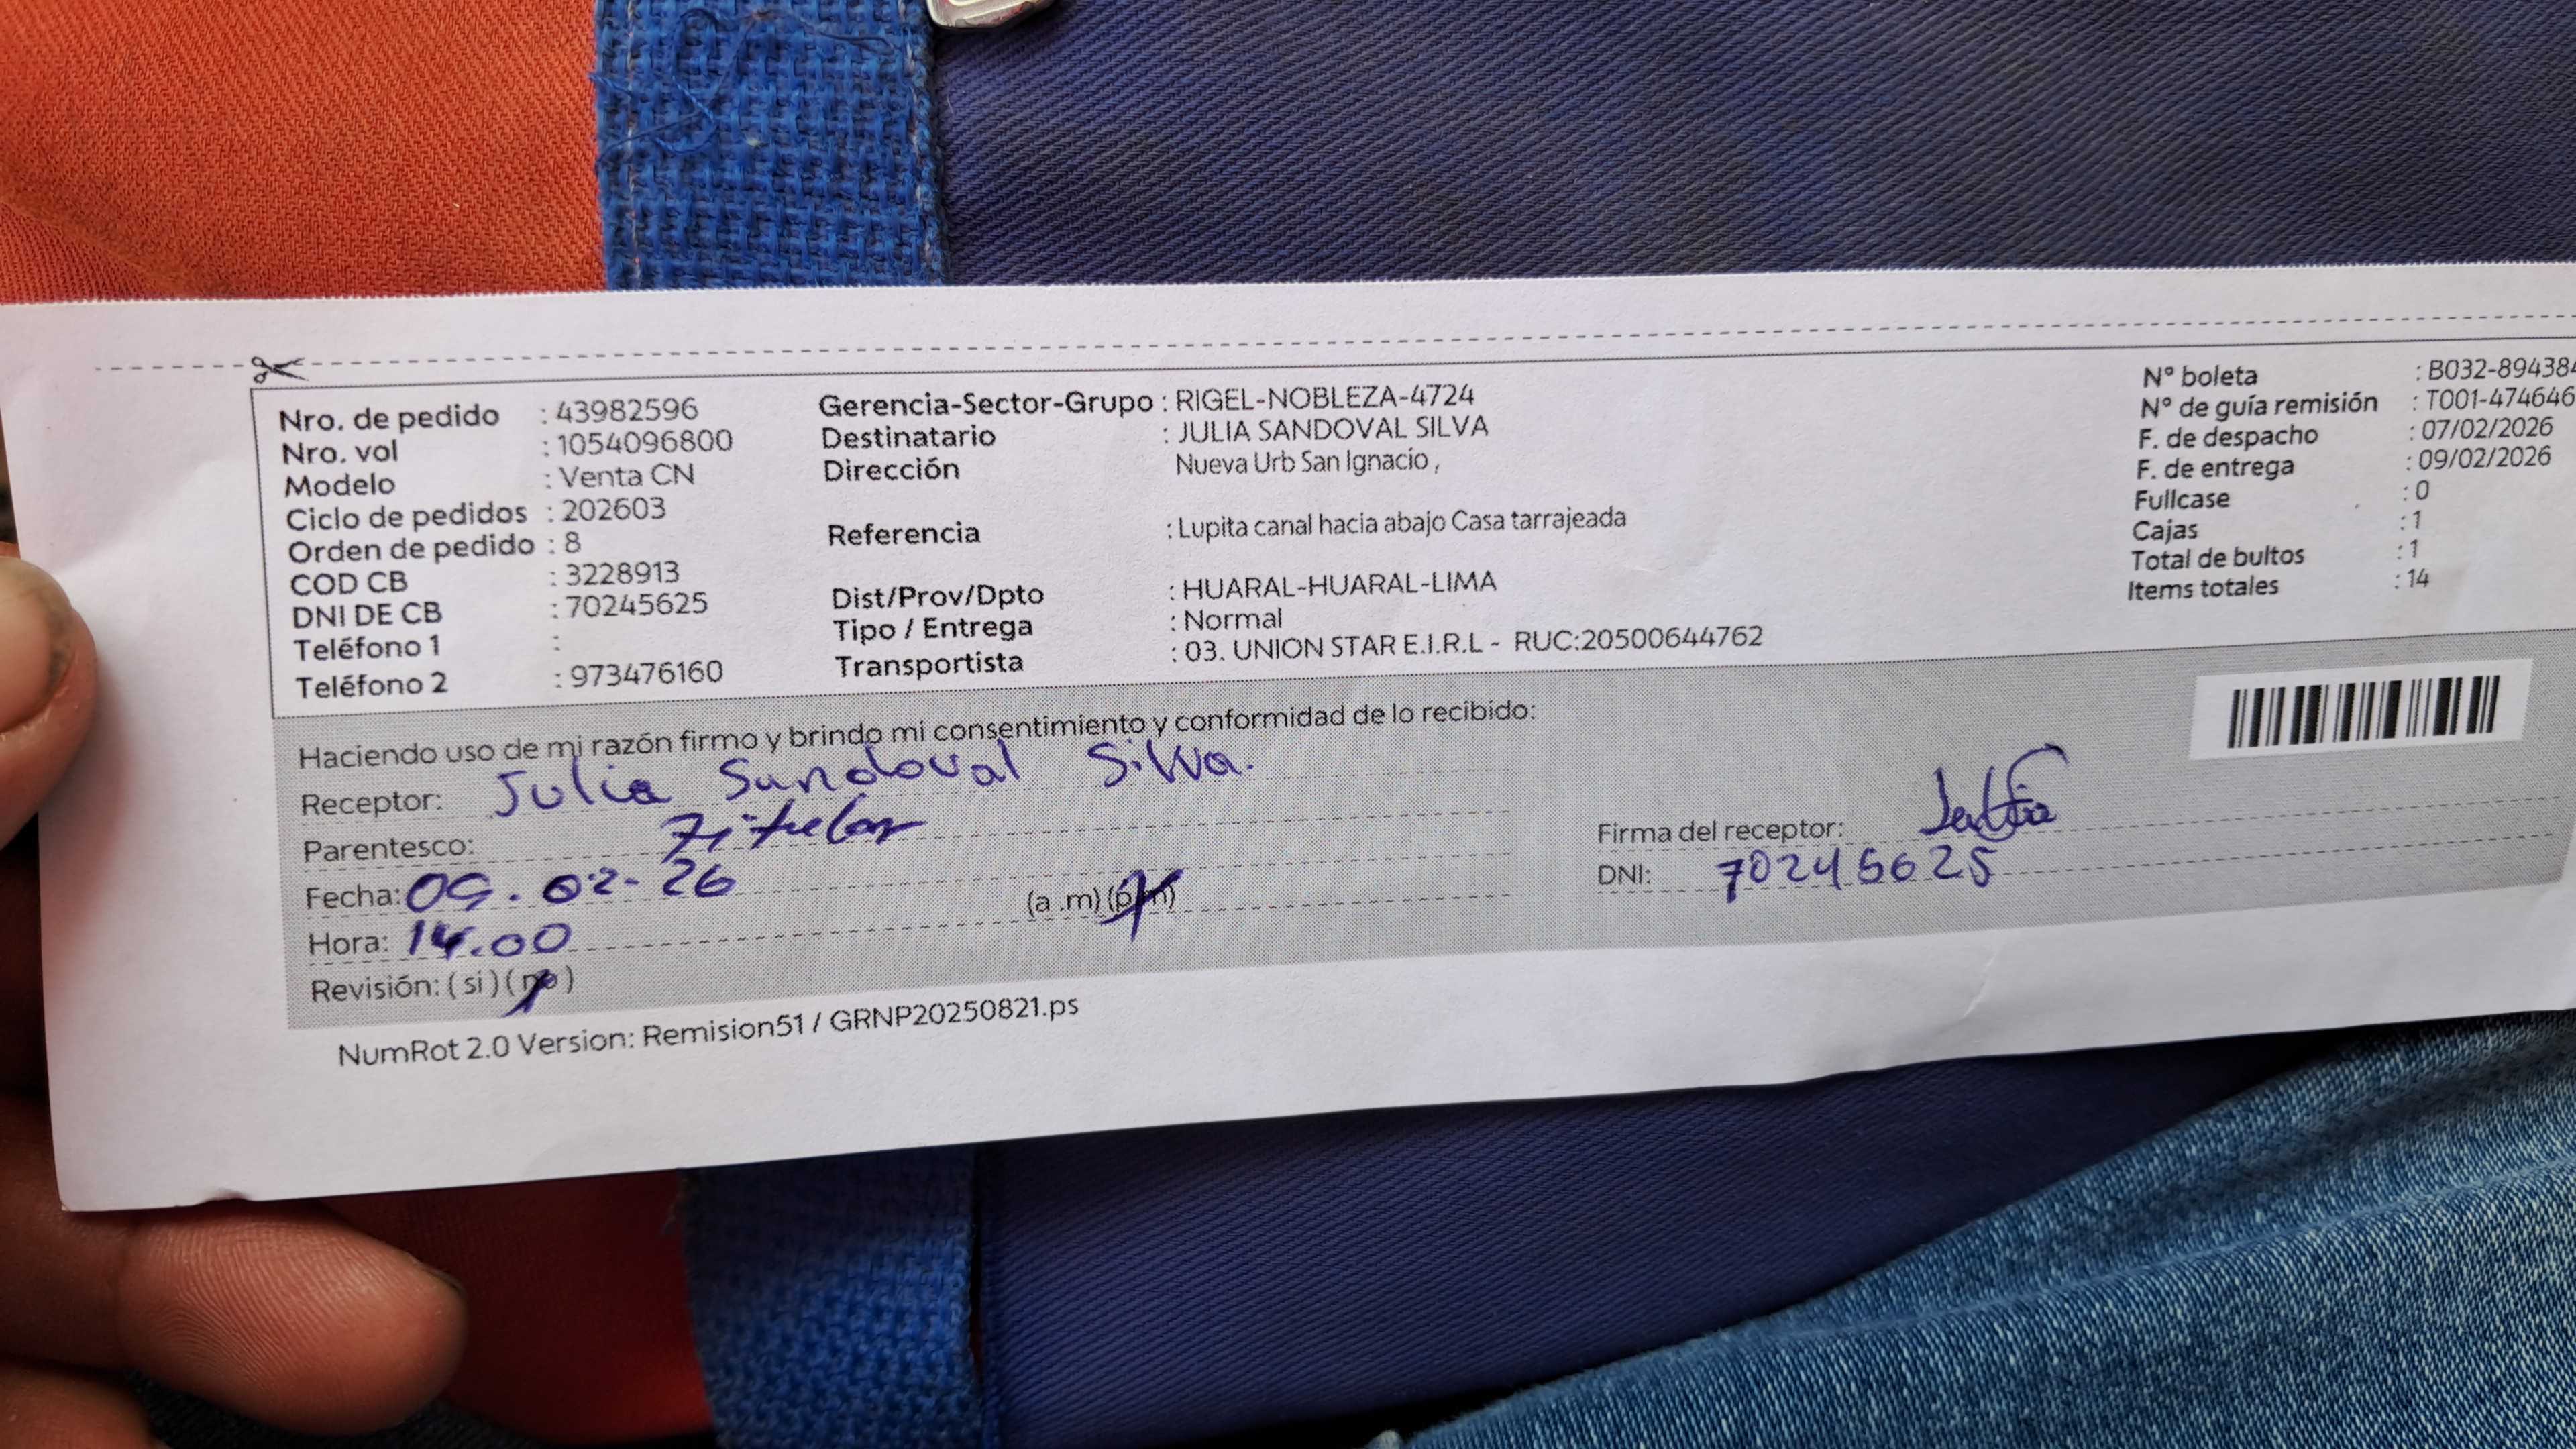 Nro. de pedido : 43982596
Nro. vol : 1054096800
Modelo : Venta CN
Ciclo de pedidos : 202603
Orden de pedido : 8
COD CB : 3228913
DNI DE CB : 70245625
Teléfono 1 :
Teléfono 2 : 973476160
Gerencia-Sector-Grupo : RIGEL-NOBLEZA-4724
Destinatario : JULIA SANDOVAL SILVA
Dirección Nueva Urb San Ignacio ,
Referencia : Lupita canal hacia abajo Casa tarrajeada
Dist/Prov/Dpto : HUARAL-HUARAL-LIMA
Tipo / Entrega : Normal
Transportista : 03. UNION STAR E.I.R.L - RUC:20500644762
N° boleta : B032-894384
N° de guía remisión : T001-474646
F. de despacho : 07/02/2026
F. de entrega : 09/02/2026
Fullcase : 0
Cajas : 1
Total de bultos : 1
Items totales : 14
Haciendo uso de mi razón firmo y brindo mi consentimiento y conformidad de lo recibido:
Receptor: Julia Sandoval Silva.
Parentesco: Titular
Fecha: 09.02-26
Hora: 14.00 (a .m) (p.m)
Revisión: ( si ) ( no )
Firma del receptor: Julia
DNI: 70245625
NumRot 2.0 Version: Remision51 / GRNP20250821.ps